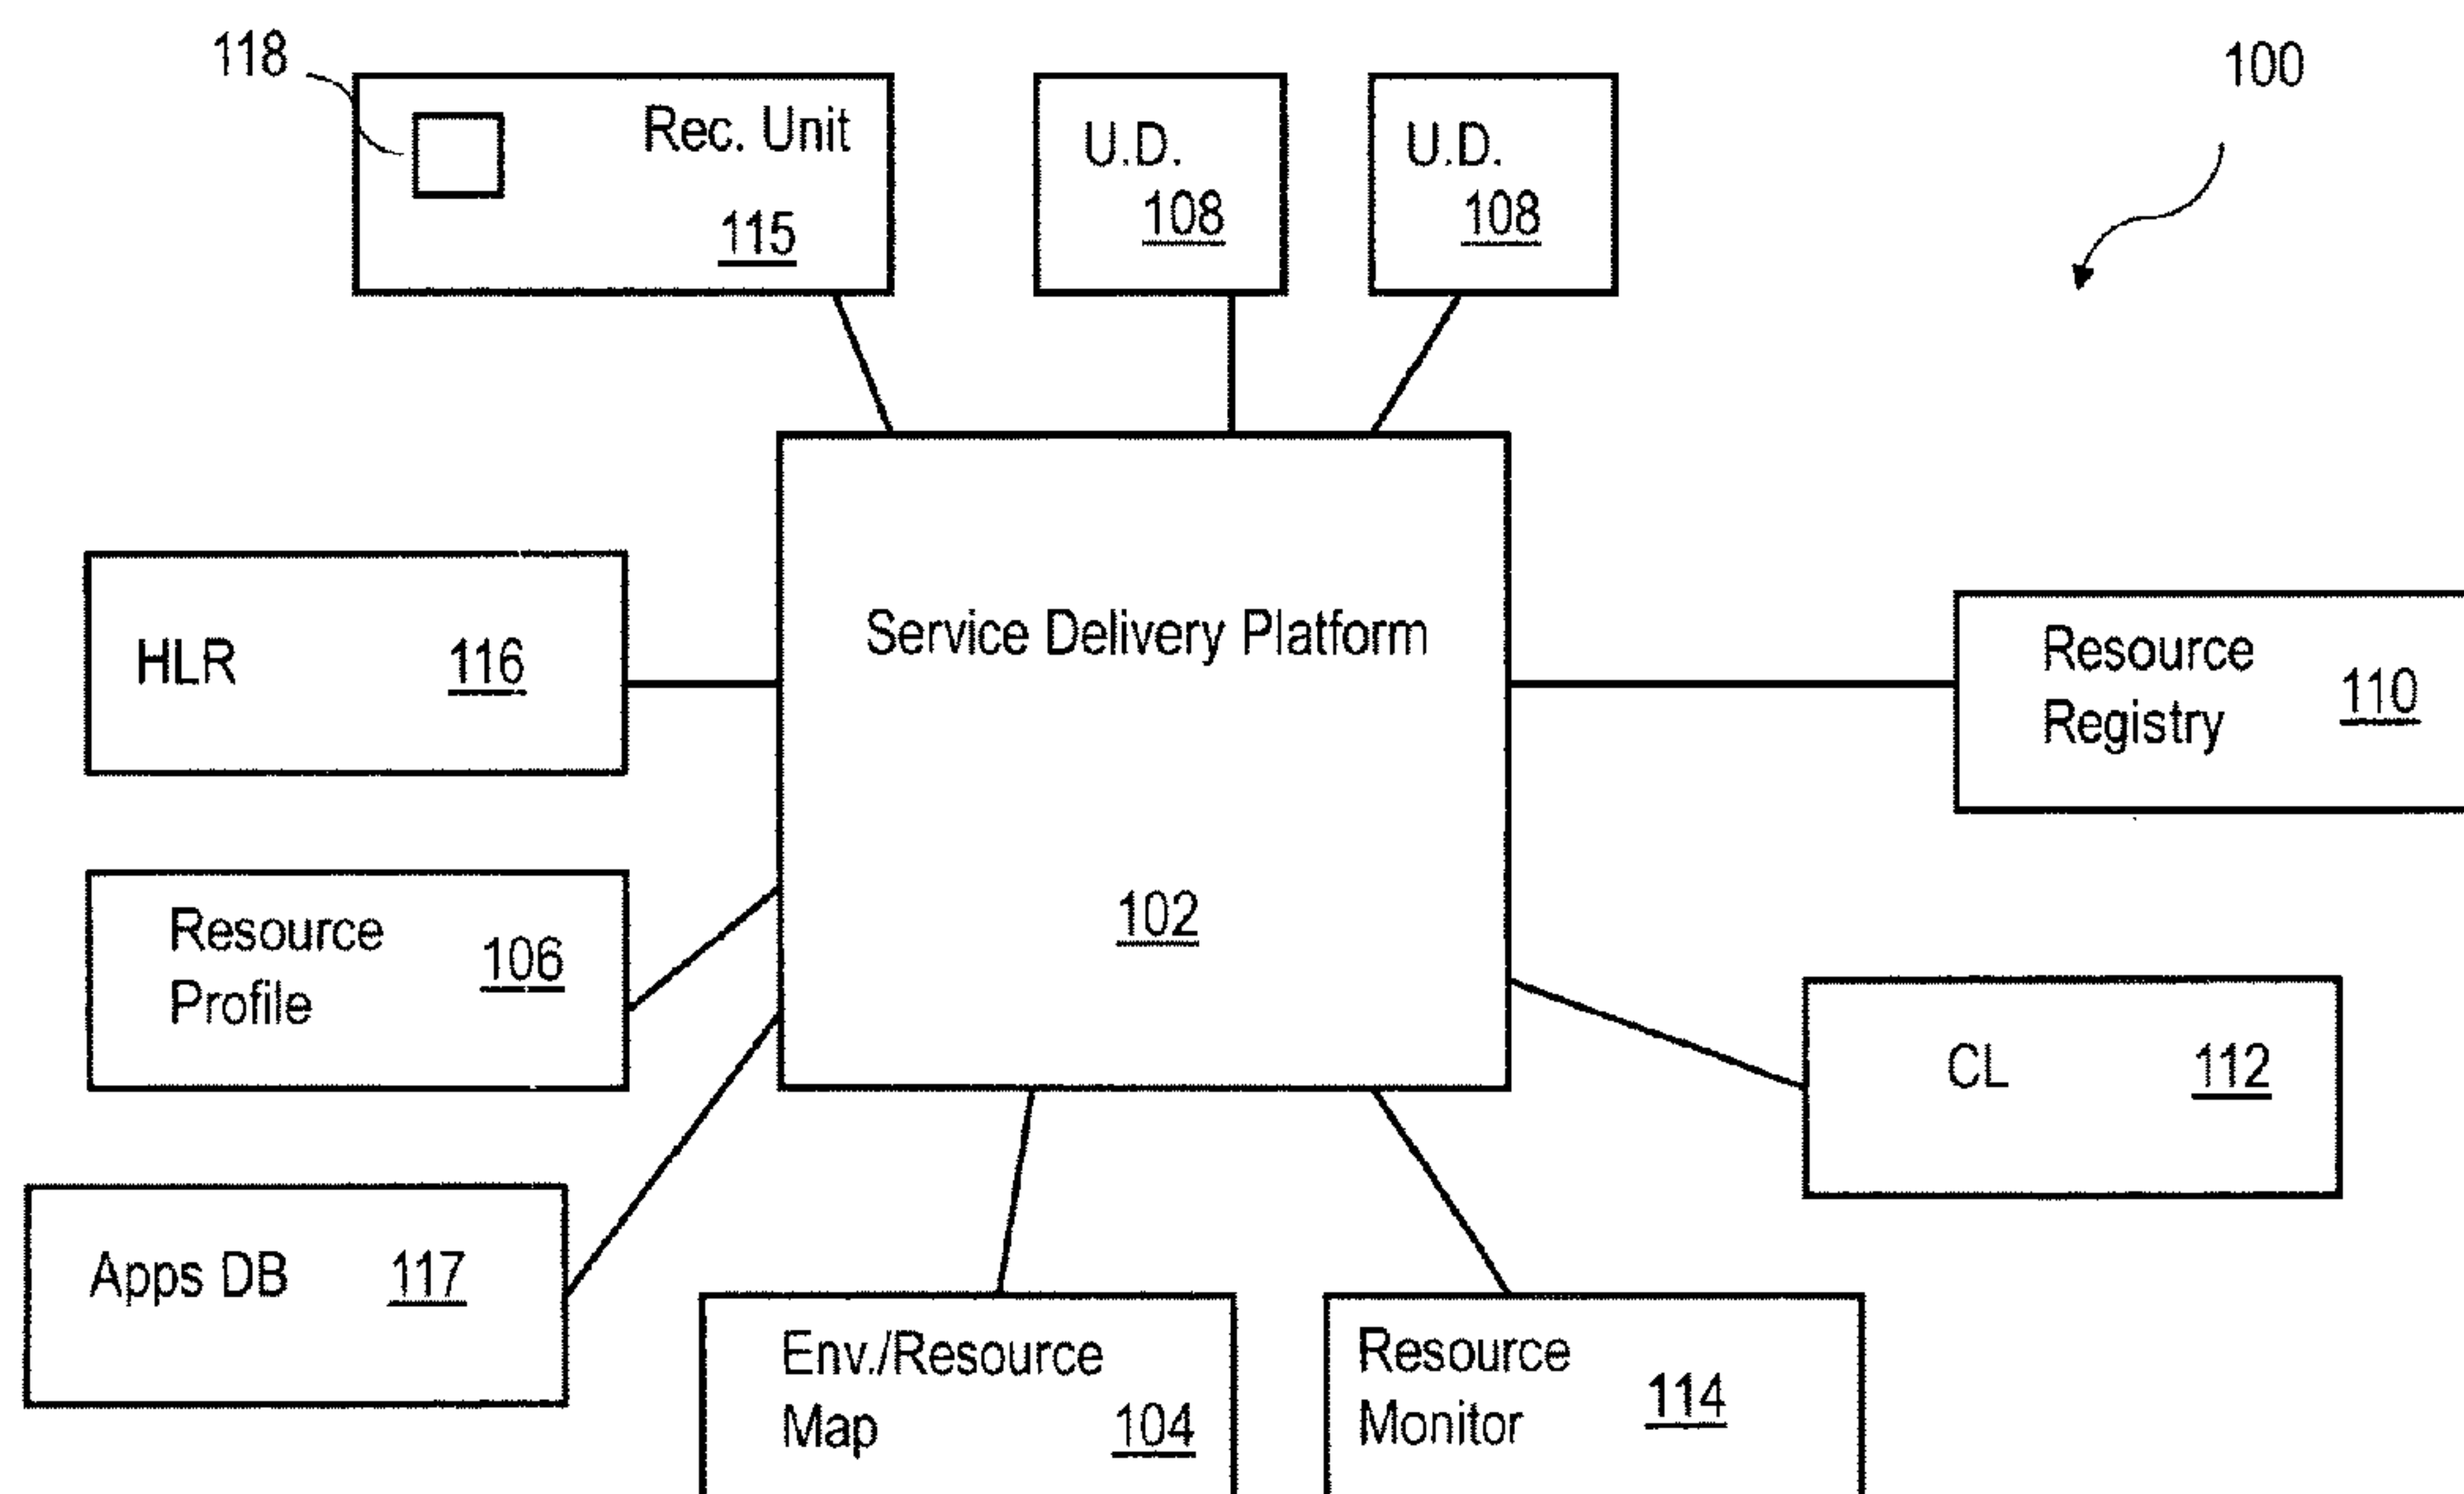 118
100
Rec. Unit
115
U.D.
108
U.D.
108
HLR 116
Service Delivery Platform
102
Resource
Registry
110
Resource
Profile
106
CL 112
Apps DB 117
Env./Resource
Map 104
Resource
Monitor
114